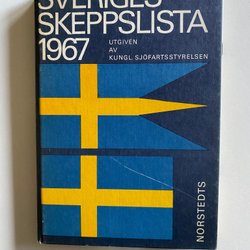 SVERIGES
SKEPPSLISTA
1967
UTGIVEN
AV
KUNGL SJÖFARTSSTYRELSEN
NORSTEDTS